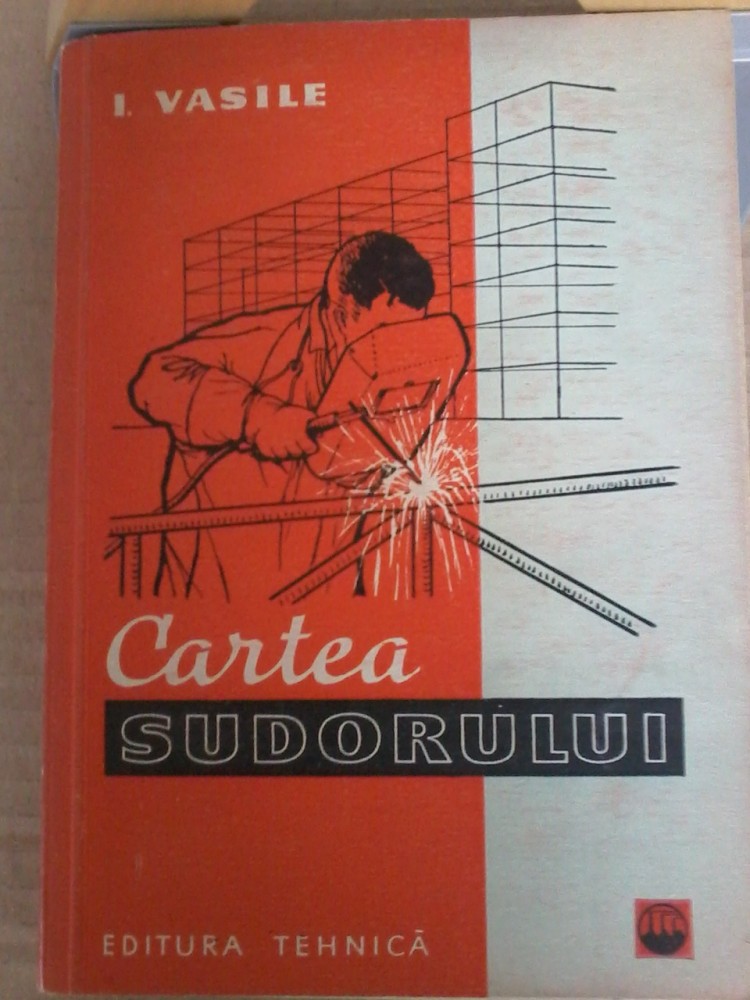 I. VASILE
Cartea
SUDORULUI
EDITURA TEHNICĂ